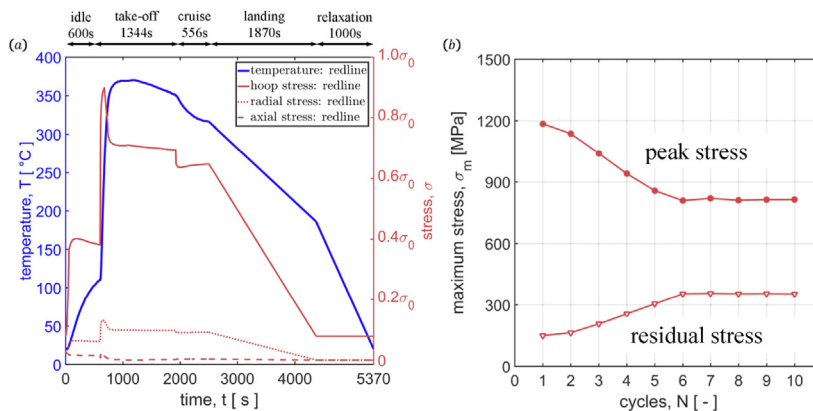 idle take-off cruise landing relaxation
600s 1344s 556s 1870s 1000s
(a)
400
350
300
250
200
150
100
50
0
temperature, T [ °C]
1.0σ₀
0.8σ₀
0.6σ₀
0.4σ₀
0.2σ₀
0
stress, σ
temperature: redline
hoop stress: redline
radial stress: redline
axial stress: redline
0 1000 2000 3000 4000 5370
time, t [ s ]
(b)
1500
1200
900
600
300
0
maximum stress, σₘ [MPa]
peak stress
residual stress
0 1 2 3 4 5 6 7 8 9 10
cycles, N [ - ]